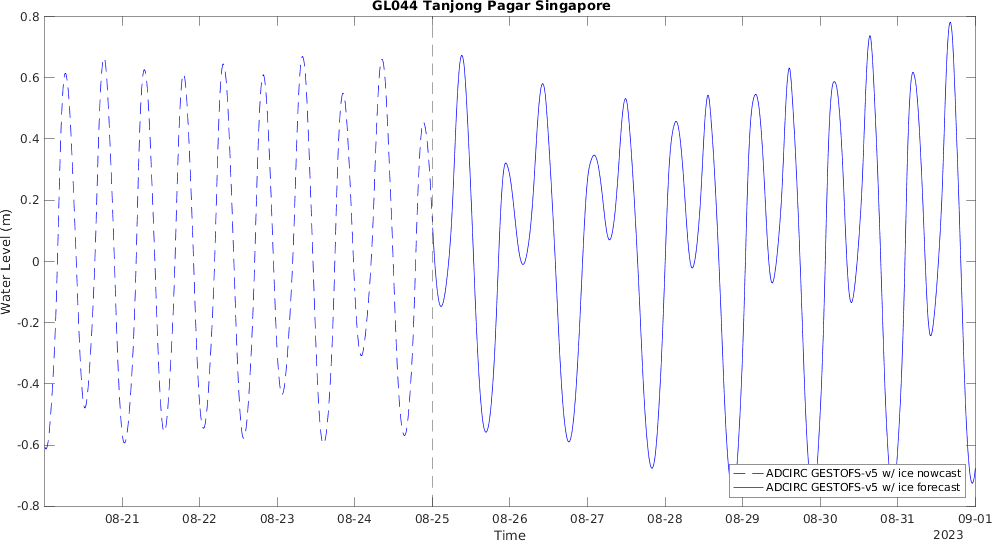 GL044 Tanjong Pagar Singapore
Water Level (m)
0.8
0.6
0.4
0.2
0
-0.2
-0.4
-0.6
-0.8
ADCIRC GESTOFS-v5 w/ ice nowcast
ADCIRC GESTOFS-v5 w/ ice forecast
08-21 08-22 08-23 08-24 08-25 08-26 08-27 08-28 08-29 08-30 08-31 09-01
Time
2023